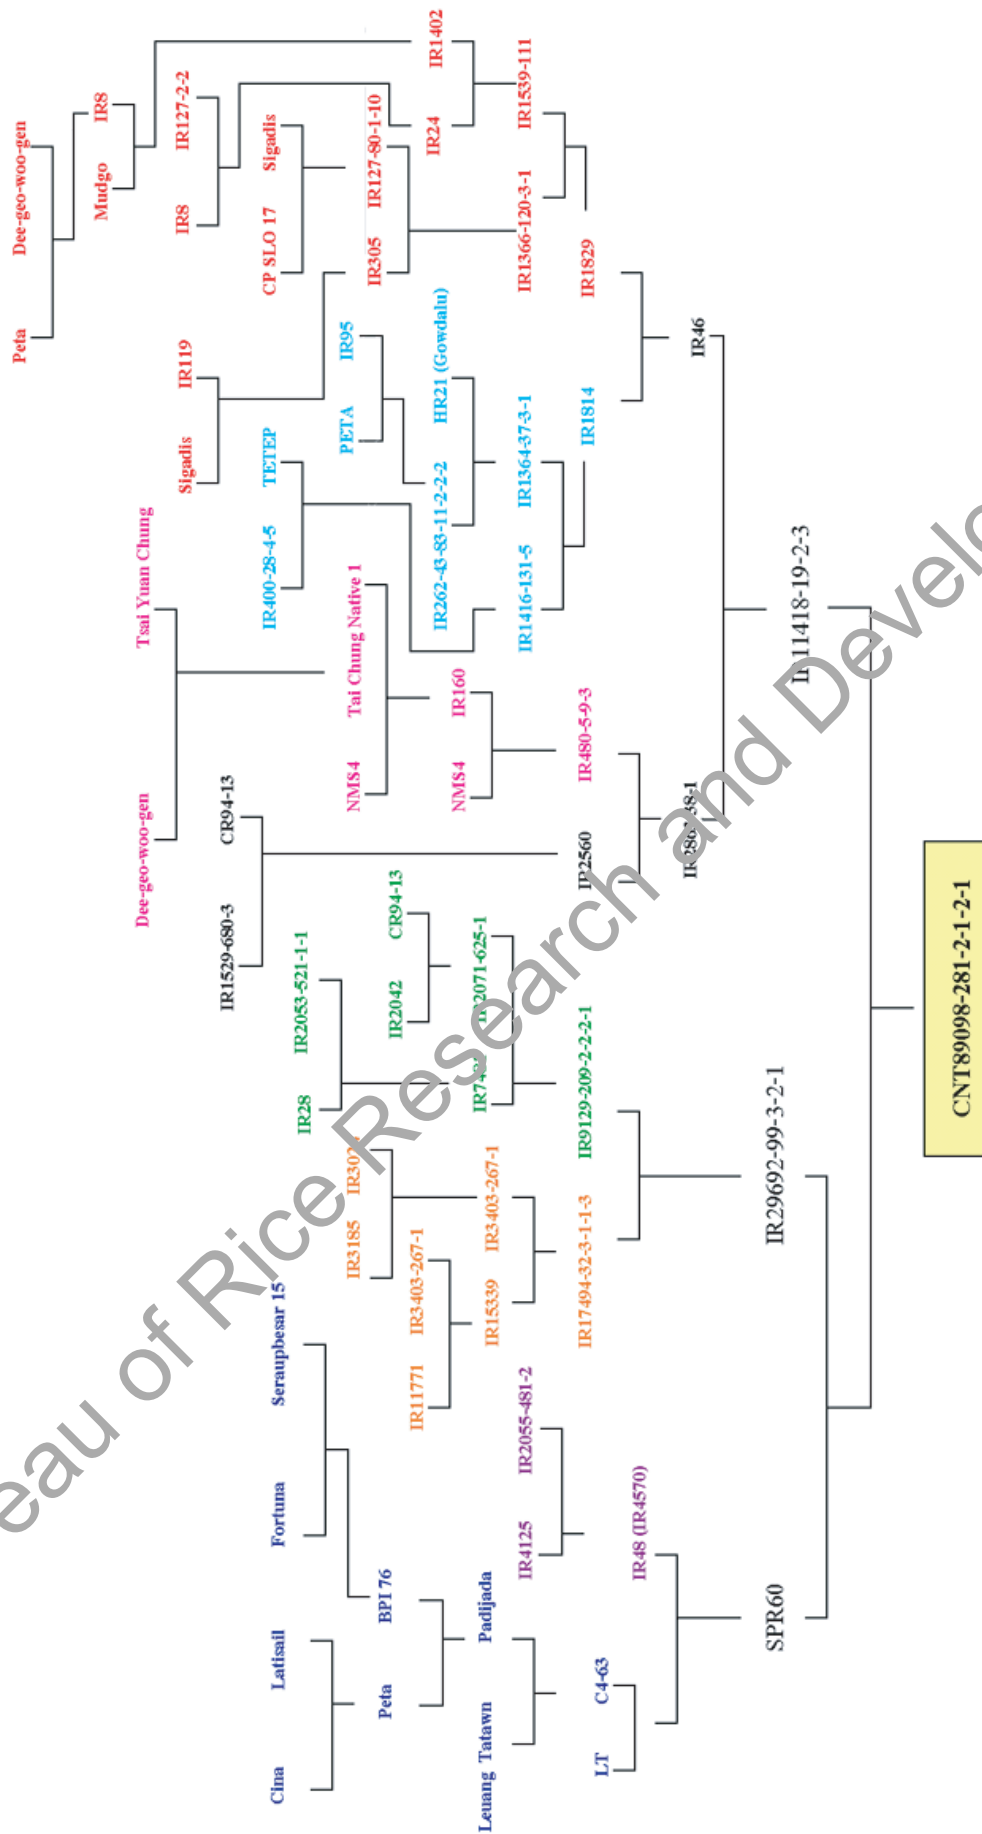 Peta
Dee-geo-woo-gen
Mudgo
IR8
Dee-geo-woo-gen
Tsai Yuan Chung
Sigadis
IR119
IR8
IR127-2-2
IR1529-680-3
CR94-13
Cina
Latisail
Fortuna
Seraupbesar 15
IR400-28-4-5
TETEP
CP SLO 17
Sigadis
IR28
IR2053-521-1-1
IR3185
NMS4
Tai Chung Native 1
PETA
IR95
IR305
IR127-80-1-10
Peta
BPI 76
IR2042
CR94-13
IR11771
IR3403-267-1
IR262-43-83-11-2-2-2
HR21 (Gowdalu)
IR24
IR1402
NMS4
IR160
Leuang Tatawn
Padijada
IR15339
IR3403-267-1
IR2071-625-1
IR4125
IR2055-481-2
IR1416-131-5
IR1364-37-3-1
IR1366-120-3-1
IR1539-111
LT
C4-63
IR17494-32-3-1-1-3
IR9129-209-2-2-2-1
IR2560
IR480-5-9-3
IR1814
IR1829
IR48 (IR4570)
IR46
SPR60
IR29692-99-3-2-1
IR11418-19-2-3
CNT89098-281-2-1-2-1
of Rice Research and